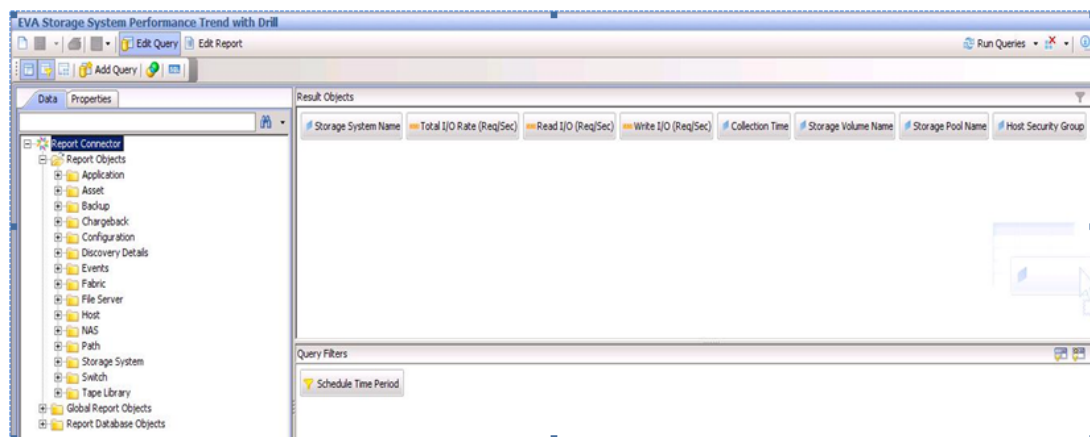 EVA Storage System Performance Trend with Drill
Edit Query Edit Report Run Queries
Add Query
Data Properties
Report Connector
Report Objects
Application
Asset
Backup
Chargeback
Configuration
Discovery Details
Events
Fabric
File Server
Host
NAS
Path
Storage System
Switch
Tape Library
Global Report Objects
Report Database Objects
Result Objects
Storage System Name Total I/O Rate (Req/Sec) Read I/O (Req/Sec) Write I/O (Req/Sec) Collection Time Storage Volume Name Storage Pool Name Host Security Group
Query Filters
Schedule Time Period